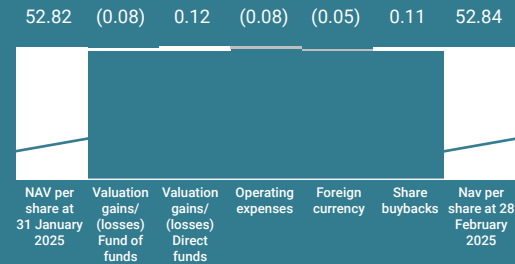 52.82 (0.08) 0.12 (0.08) (0.05) 0.11 52.84
NAV per share at 31 January 2025
Valuation gains/ (losses) Fund of funds
Valuation gains/ (losses) Direct funds
Operating expenses
Foreign currency
Share buybacks
Nav per share at 28 February 2025